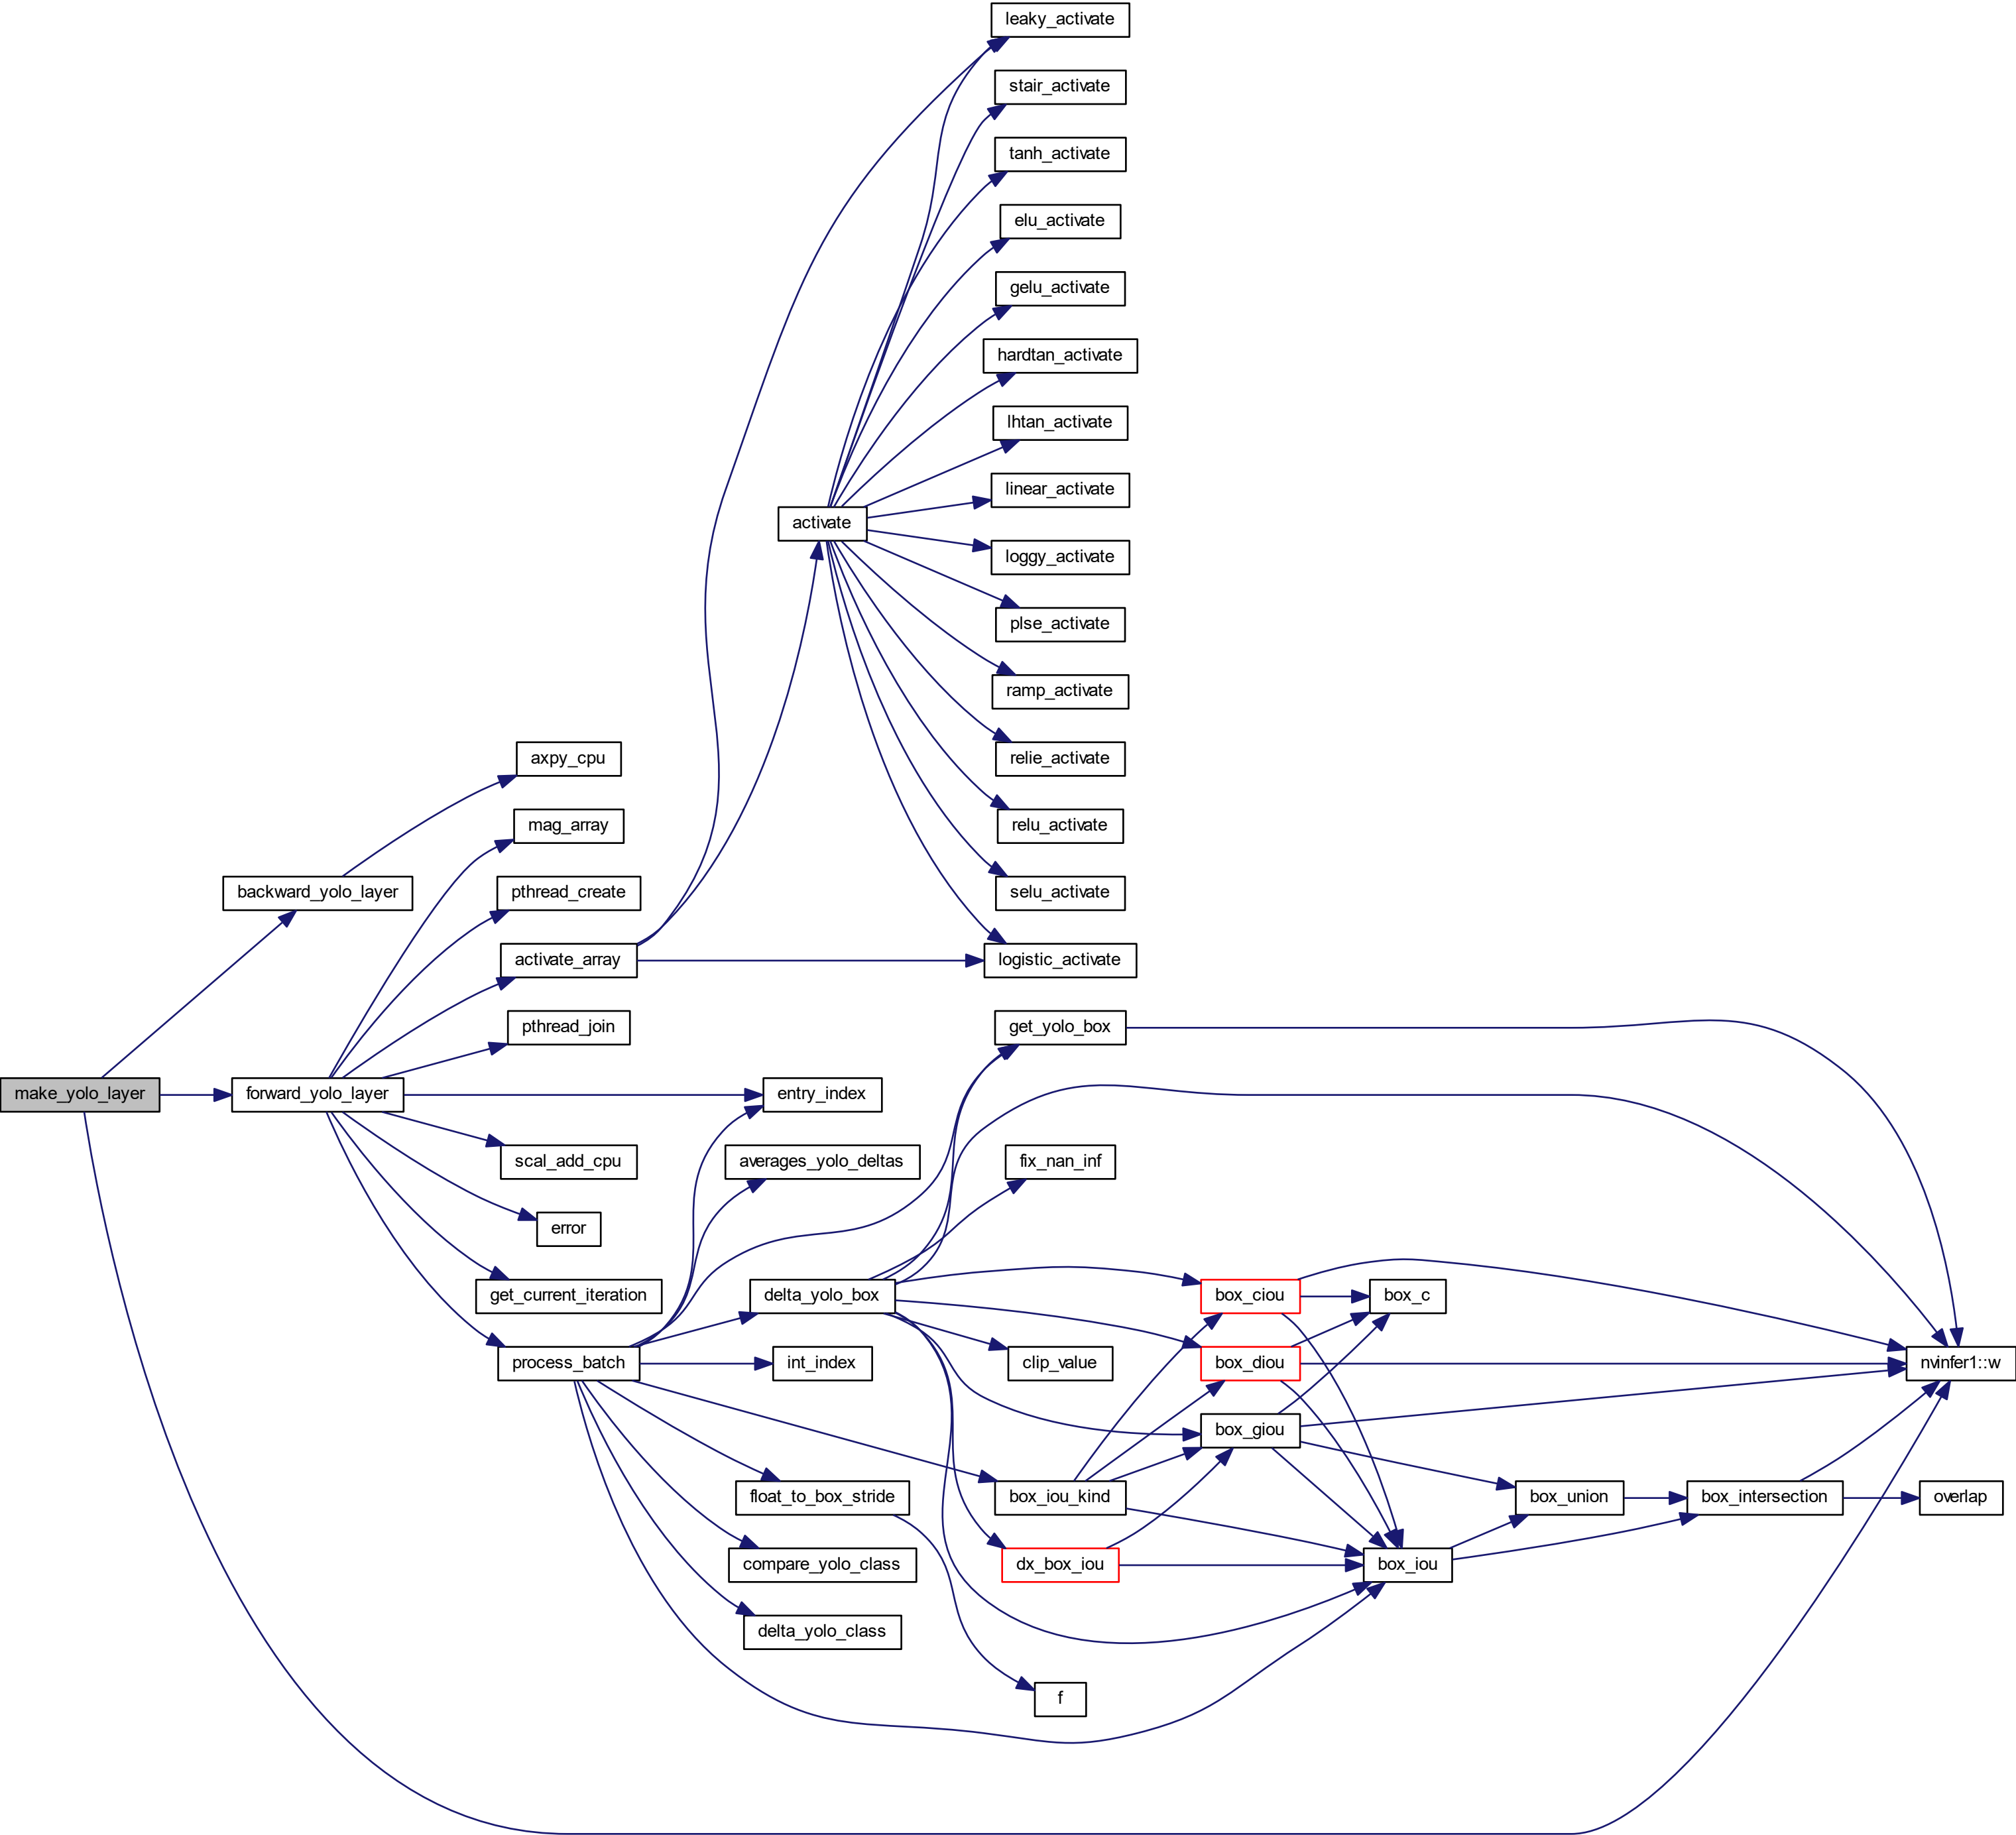 leaky_activate
stair_activate
tanh_activate
elu_activate
gelu_activate
hardtan_activate
lhtan_activate
linear_activate
activate
loggy_activate
plse_activate
ramp_activate
axpy_cpu
relie_activate
mag_array
relu_activate
backward_yolo_layer
pthread_create
selu_activate
activate_array
logistic_activate
pthread_join
get_yolo_box
make_yolo_layer
forward_yolo_layer
entry_index
scal_add_cpu
averages_yolo_deltas
fix_nan_inf
error
get_current_iteration
delta_yolo_box
box_ciou
box_c
process_batch
int_index
clip_value
box_diou
nvinfer1::w
box_giou
float_to_box_stride
box_iou_kind
box_union
box_intersection
overlap
compare_yolo_class
dx_box_iou
box_iou
delta_yolo_class
f